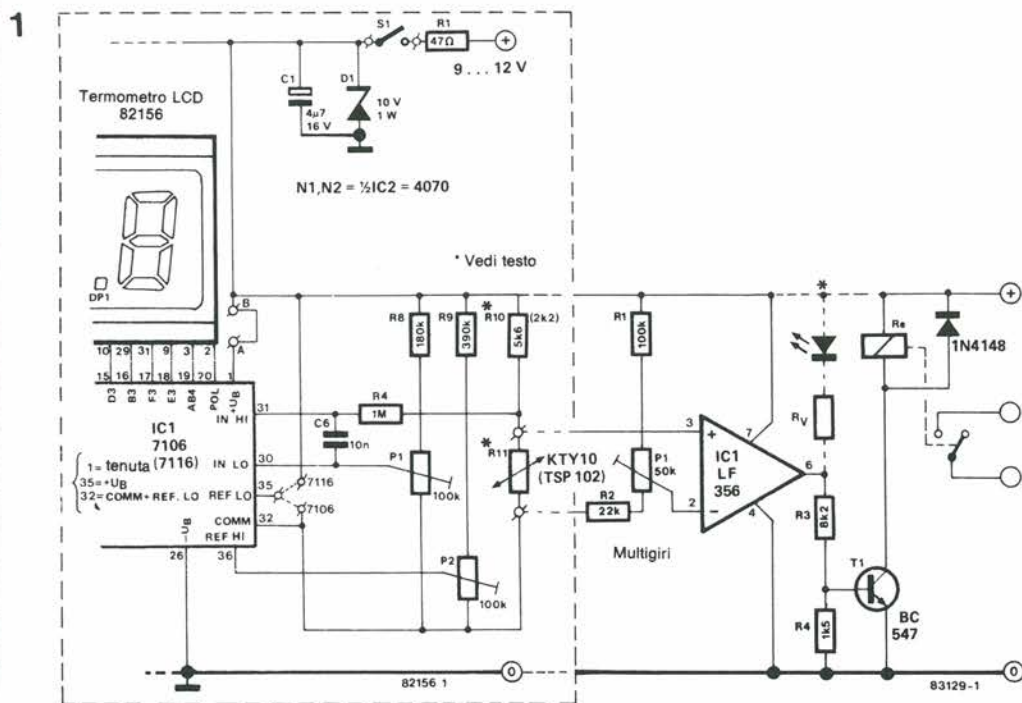 1
S1
R1
47Ω
+
9 ... 12 V
C1
4µ7
16 V
D1
10 V
1 W
Termometro LCD
82156
N1,N2 = ½IC2 = 4070
* Vedi testo
DP1
B
A
10 29 31 9 3 2
15 16 17 18 19 20 1
D3 B3 F3 E3 AB4 POL +UB
R8
180k
R9
390k
*
R10 (2k2)
5k6
R1
100k
*
Re
1N4148
+
IC1
7106
(7116)
IN HI
31
R4
1M
C6
10n
IN LO
30
1 = tenuta
35 = +UB
32 = COMM + REF. LO
REF LO
35
7116
7106
COMM
32
REF HI
36
-UB
26
P1
100k
P2
100k
*
R11
KTY10
(TSP 102)
R2
22k
P1
50k
Multigiri
3
+
2
−
7
IC1
LF
356
4
6
RV
R3
8k2
T1
BC
547
R4
1k5
82156 1
0
83129-1
0